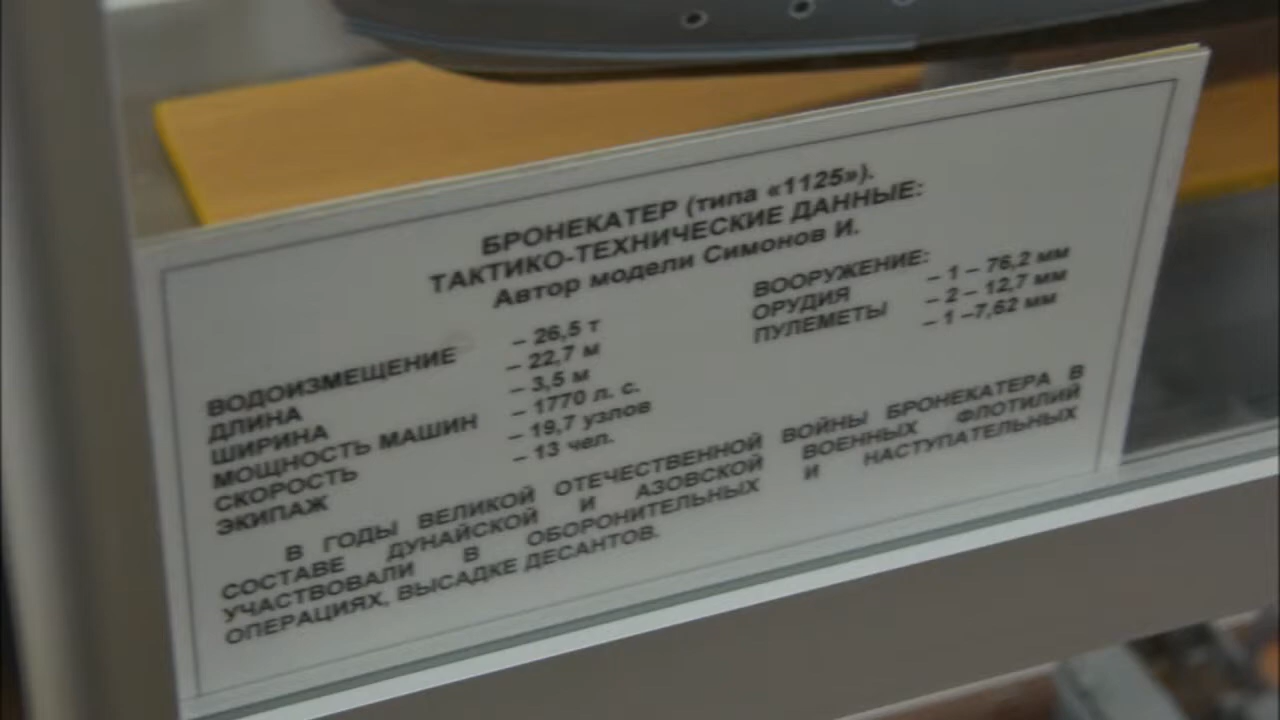 БРОНЕКАТЕР (типа «1125»).
ТАКТИКО-ТЕХНИЧЕСКИЕ ДАННЫЕ:
Автор модели Симонов И.
ВОДОИЗМЕЩЕНИЕ – 26,5 т
ДЛИНА – 22,7 м
ШИРИНА – 3,5 м
МОЩНОСТЬ МАШИН – 1770 л. с.
СКОРОСТЬ – 19,7 узлов
ЭКИПАЖ – 13 чел.
ВООРУЖЕНИЕ:
ОРУДИЯ – 1 – 76,2 мм
ПУЛЕМЕТЫ – 2 – 12,7 мм
– 1 –7,62 мм
В ГОДЫ ВЕЛИКОЙ ОТЕЧЕСТВЕННОЙ ВОЙНЫ БРОНЕКАТЕРА В
СОСТАВЕ ДУНАЙСКОЙ И АЗОВСКОЙ ВОЕННЫХ ФЛОТИЛИЙ
УЧАСТВОВАЛИ В ОБОРОНИТЕЛЬНЫХ И НАСТУПАТЕЛЬНЫХ
ОПЕРАЦИЯХ, ВЫСАДКЕ ДЕСАНТОВ.